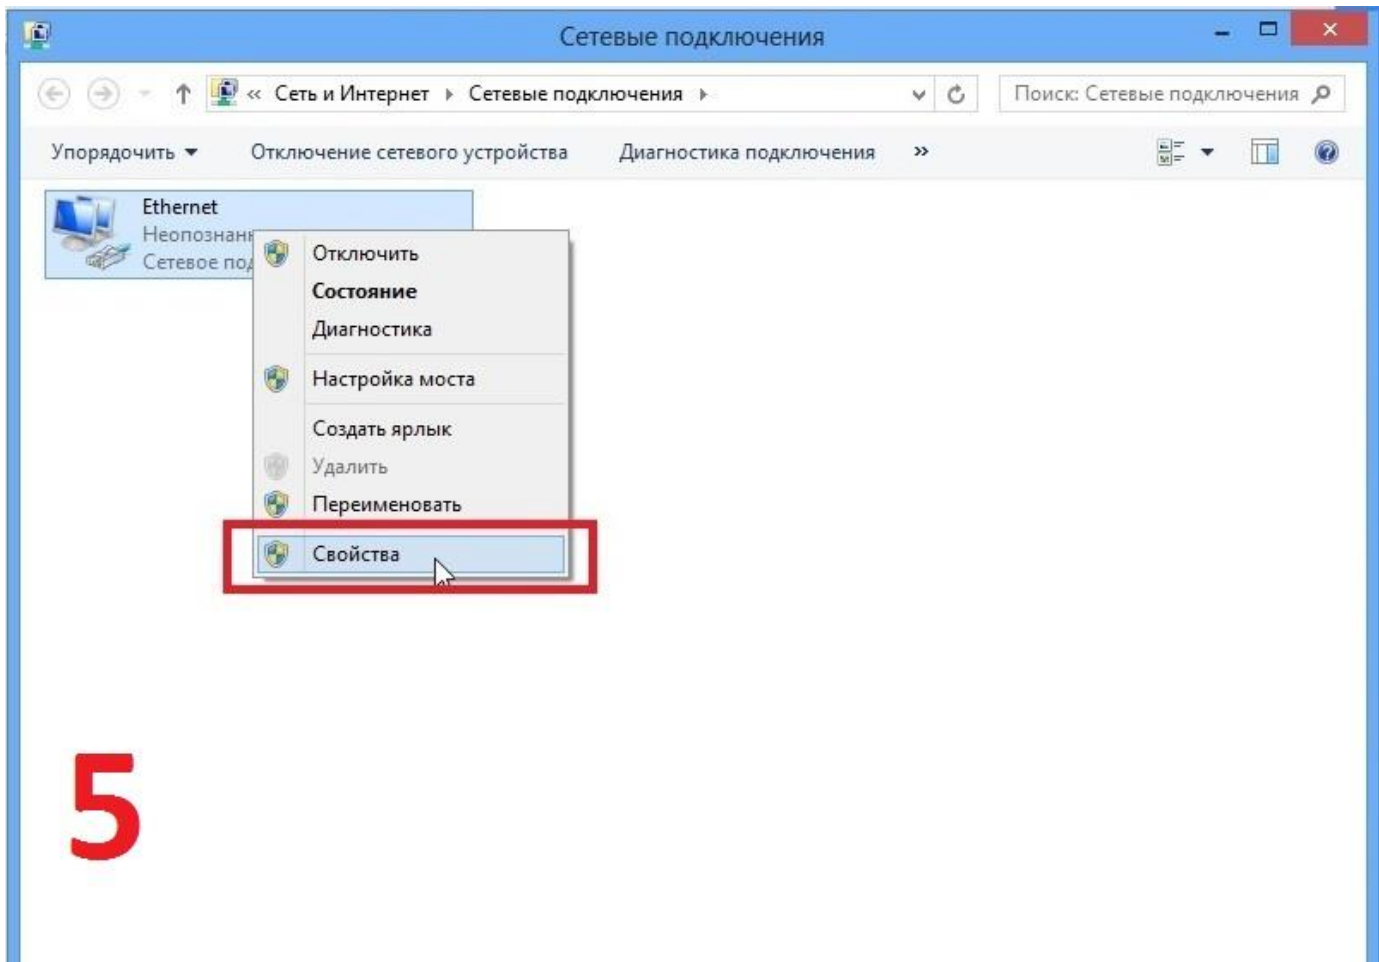 Сетевые подключения
« Сеть и Интернет Сетевые подключения
Поиск: Сетевые подключения
Упорядочить Отключение сетевого устройства Диагностика подключения »
Ethernet
Сетевое
Отключить
Состояние
Диагностика
Настройка моста
Создать ярлык
Удалить
Переименовать
Свойства
5